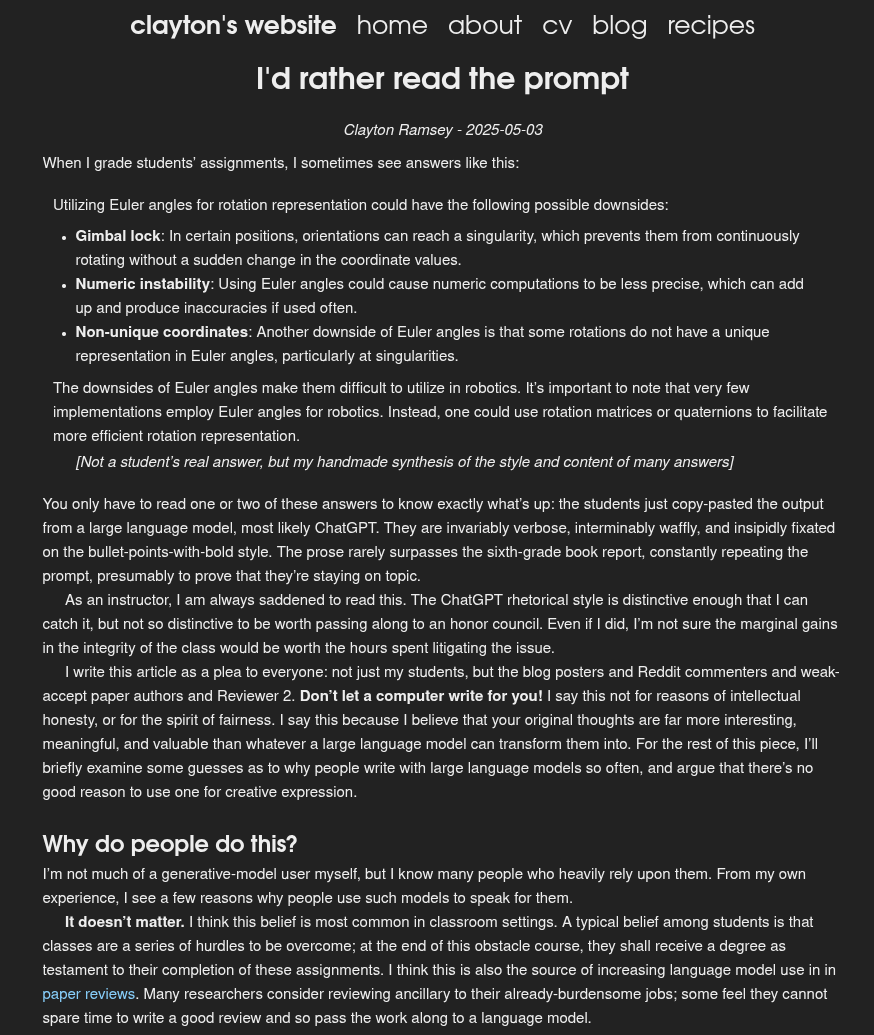 clayton's website home about cv blog recipes
I'd rather read the prompt
Clayton Ramsey - 2025-05-03
When I grade students’ assignments, I sometimes see answers like this:
Utilizing Euler angles for rotation representation could have the following possible downsides:
• Gimbal lock: In certain positions, orientations can reach a singularity, which prevents them from continuously
rotating without a sudden change in the coordinate values.
• Numeric instability: Using Euler angles could cause numeric computations to be less precise, which can add
up and produce inaccuracies if used often.
• Non-unique coordinates: Another downside of Euler angles is that some rotations do not have a unique
representation in Euler angles, particularly at singularities.
The downsides of Euler angles make them difficult to utilize in robotics. It’s important to note that very few
implementations employ Euler angles for robotics. Instead, one could use rotation matrices or quaternions to facilitate
more efficient rotation representation.
[Not a student’s real answer, but my handmade synthesis of the style and content of many answers]
You only have to read one or two of these answers to know exactly what’s up: the students just copy-pasted the output
from a large language model, most likely ChatGPT. They are invariably verbose, interminably waffly, and insipidly fixated
on the bullet-points-with-bold style. The prose rarely surpasses the sixth-grade book report, constantly repeating the
prompt, presumably to prove that they’re staying on topic.
As an instructor, I am always saddened to read this. The ChatGPT rhetorical style is distinctive enough that I can
catch it, but not so distinctive to be worth passing along to an honor council. Even if I did, I’m not sure the marginal gains
in the integrity of the class would be worth the hours spent litigating the issue.
I write this article as a plea to everyone: not just my students, but the blog posters and Reddit commenters and weak-
accept paper authors and Reviewer 2. Don’t let a computer write for you! I say this not for reasons of intellectual
honesty, or for the spirit of fairness. I say this because I believe that your original thoughts are far more interesting,
meaningful, and valuable than whatever a large language model can transform them into. For the rest of this piece, I’ll
briefly examine some guesses as to why people write with large language models so often, and argue that there’s no
good reason to use one for creative expression.
Why do people do this?
I’m not much of a generative-model user myself, but I know many people who heavily rely upon them. From my own
experience, I see a few reasons why people use such models to speak for them.
It doesn’t matter. I think this belief is most common in classroom settings. A typical belief among students is that
classes are a series of hurdles to be overcome; at the end of this obstacle course, they shall receive a degree as
testament to their completion of these assignments. I think this is also the source of increasing language model use in in
paper reviews. Many researchers consider reviewing ancillary to their already-burdensome jobs; some feel they cannot
spare time to write a good review and so pass the work along to a language model.